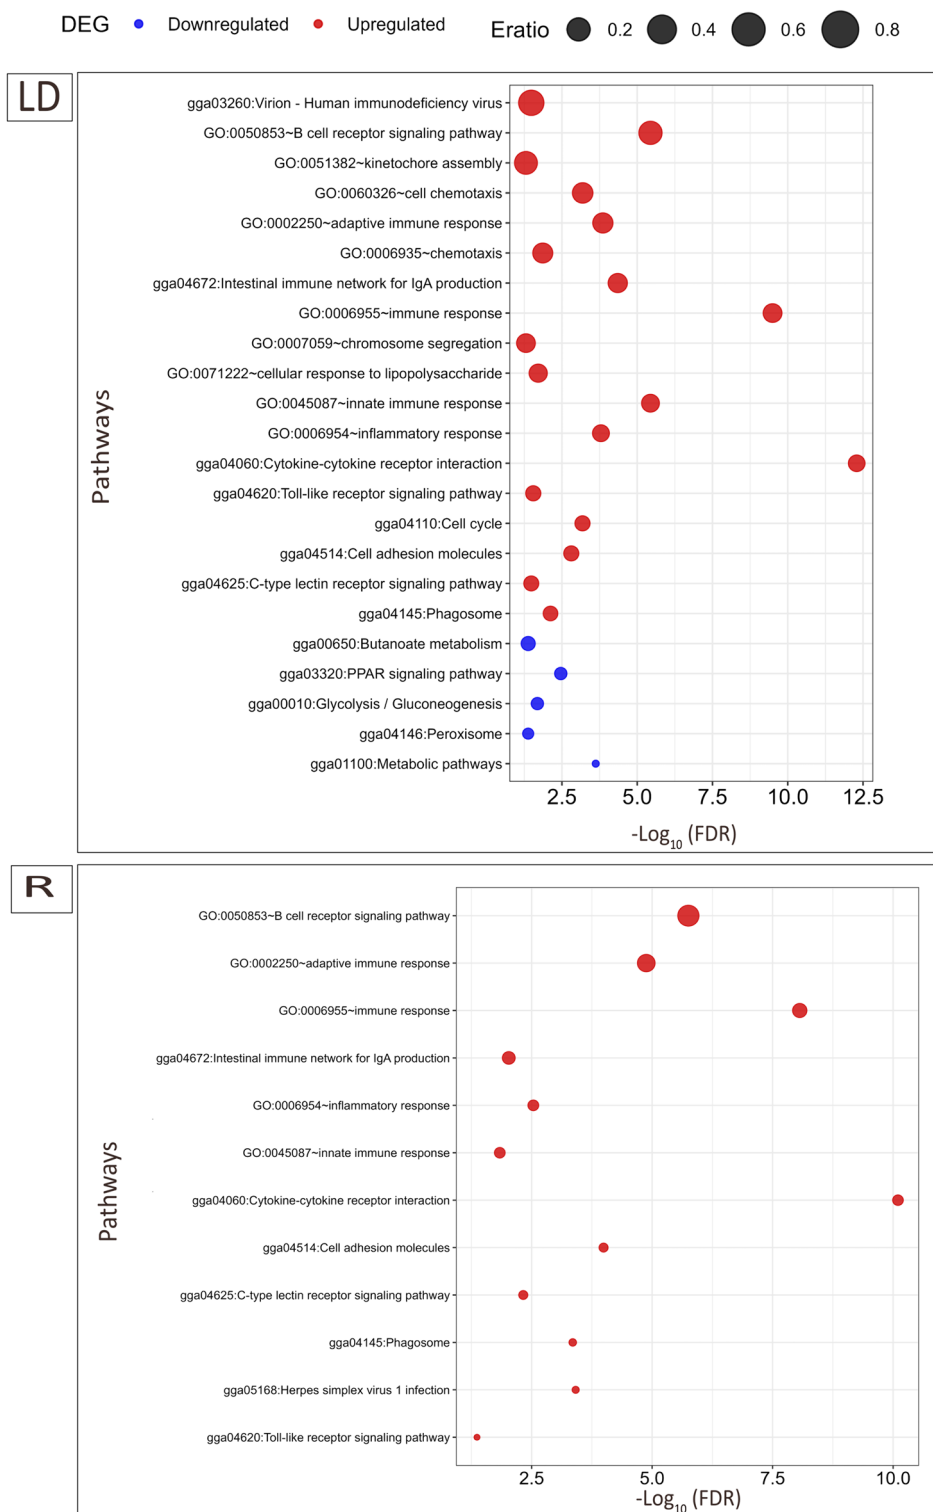 DEG Downregulated Upregulated Eratio 0.2 0.4 0.6 0.8
LD
Pathways
gga03260:Virion - Human immunodeficiency virus
GO:0050853~B cell receptor signaling pathway
GO:0051382~kinetochore assembly
GO:0060326~cell chemotaxis
GO:0002250~adaptive immune response
GO:0006935~chemotaxis
gga04672:Intestinal immune network for IgA production
GO:0006955~immune response
GO:0007059~chromosome segregation
GO:0071222~cellular response to lipopolysaccharide
GO:0045087~innate immune response
GO:0006954~inflammatory response
gga04060:Cytokine-cytokine receptor interaction
gga04620:Toll-like receptor signaling pathway
gga04110:Cell cycle
gga04514:Cell adhesion molecules
gga04625:C-type lectin receptor signaling pathway
gga04145:Phagosome
gga00650:Butanoate metabolism
gga03320:PPAR signaling pathway
gga00010:Glycolysis / Gluconeogenesis
gga04146:Peroxisome
gga01100:Metabolic pathways
2.5 5.0 7.5 10.0 12.5
-Log10 (FDR)
R
Pathways
GO:0050853~B cell receptor signaling pathway
GO:0002250~adaptive immune response
GO:0006955~immune response
gga04672:Intestinal immune network for IgA production
GO:0006954~inflammatory response
GO:0045087~innate immune response
gga04060:Cytokine-cytokine receptor interaction
gga04514:Cell adhesion molecules
gga04625:C-type lectin receptor signaling pathway
gga04145:Phagosome
gga05168:Herpes simplex virus 1 infection
gga04620:Toll-like receptor signaling pathway
2.5 5.0 7.5 10.0
-Log10 (FDR)